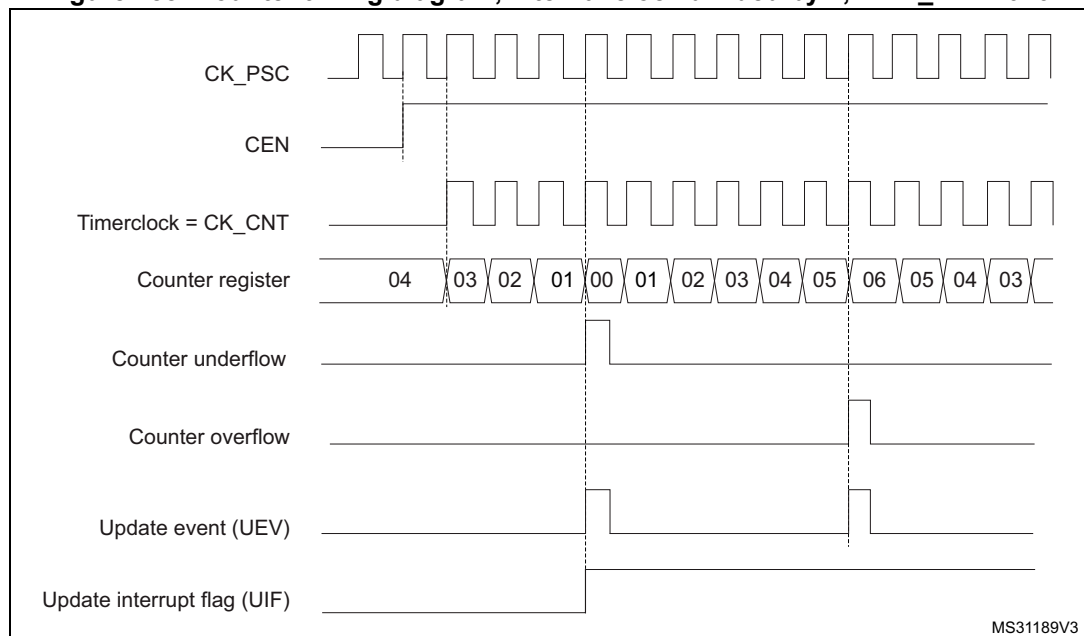 CK_PSC
CEN
Timerclock = CK_CNT
Counter register 04 03 02 01 00 01 02 03 04 05 06 05 04 03
Counter underflow
Counter overflow
Update event (UEV)
Update interrupt flag (UIF)
MS31189V3